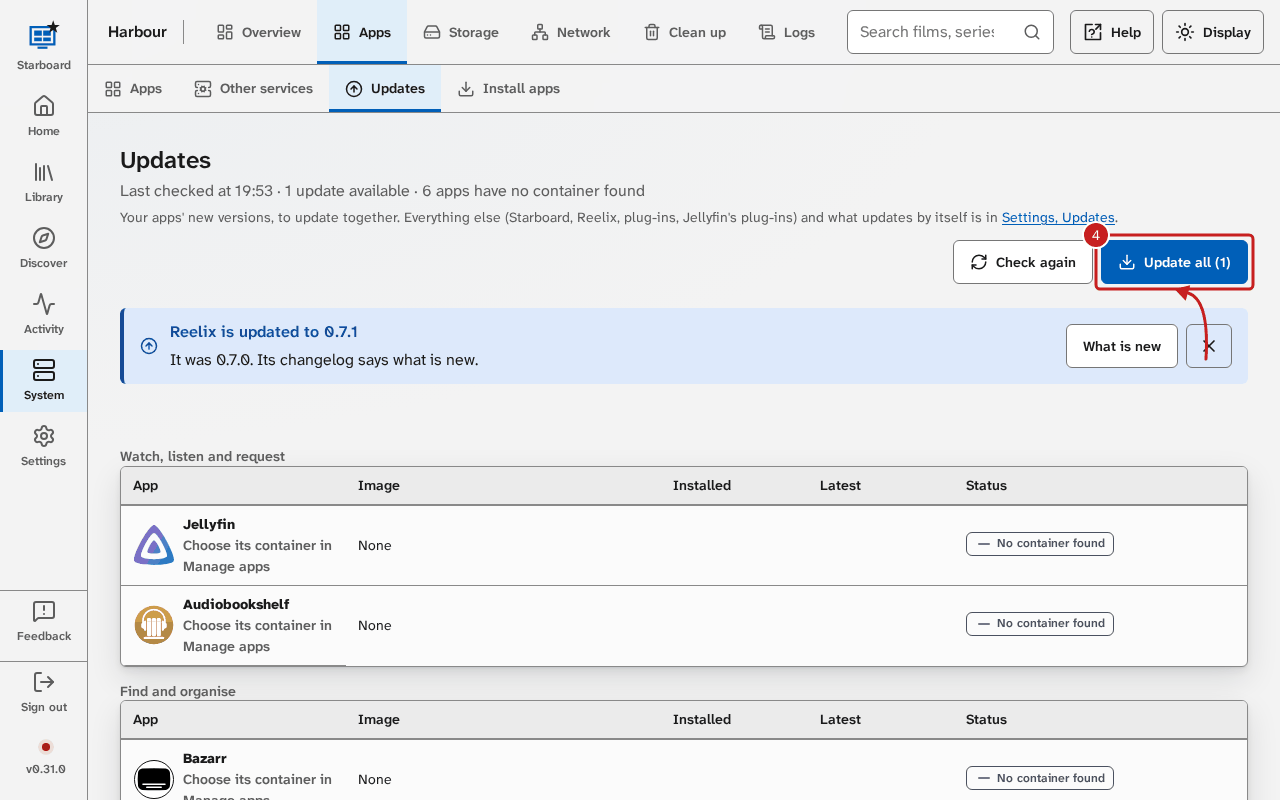 Starboard
Home
Library
Discover
Activity
System
Settings
Feedback
Sign out
v0.31.0
Harbour
Overview
Apps
Storage
Network
Clean up
Logs
Search films, series
Help
Display
Apps
Other services
Updates
Install apps
Updates
Last checked at 19:53 · 1 update available · 6 apps have no container found
Your apps' new versions, to update together. Everything else (Starboard, Reelix, plug-ins, Jellyfin's plug-ins) and what updates by itself is in Settings, Updates.
4
Check again
Update all (1)
Reelix is updated to 0.7.1
It was 0.7.0. Its changelog says what is new.
What is new
Watch, listen and request
App Image Installed Latest Status
Jellyfin
Choose its container in
Manage apps
None
No container found
Audiobookshelf
Choose its container in
Manage apps
None
No container found
Find and organise
App Image Installed Latest Status
Bazarr
Choose its container in
Manage apps
None
No container found